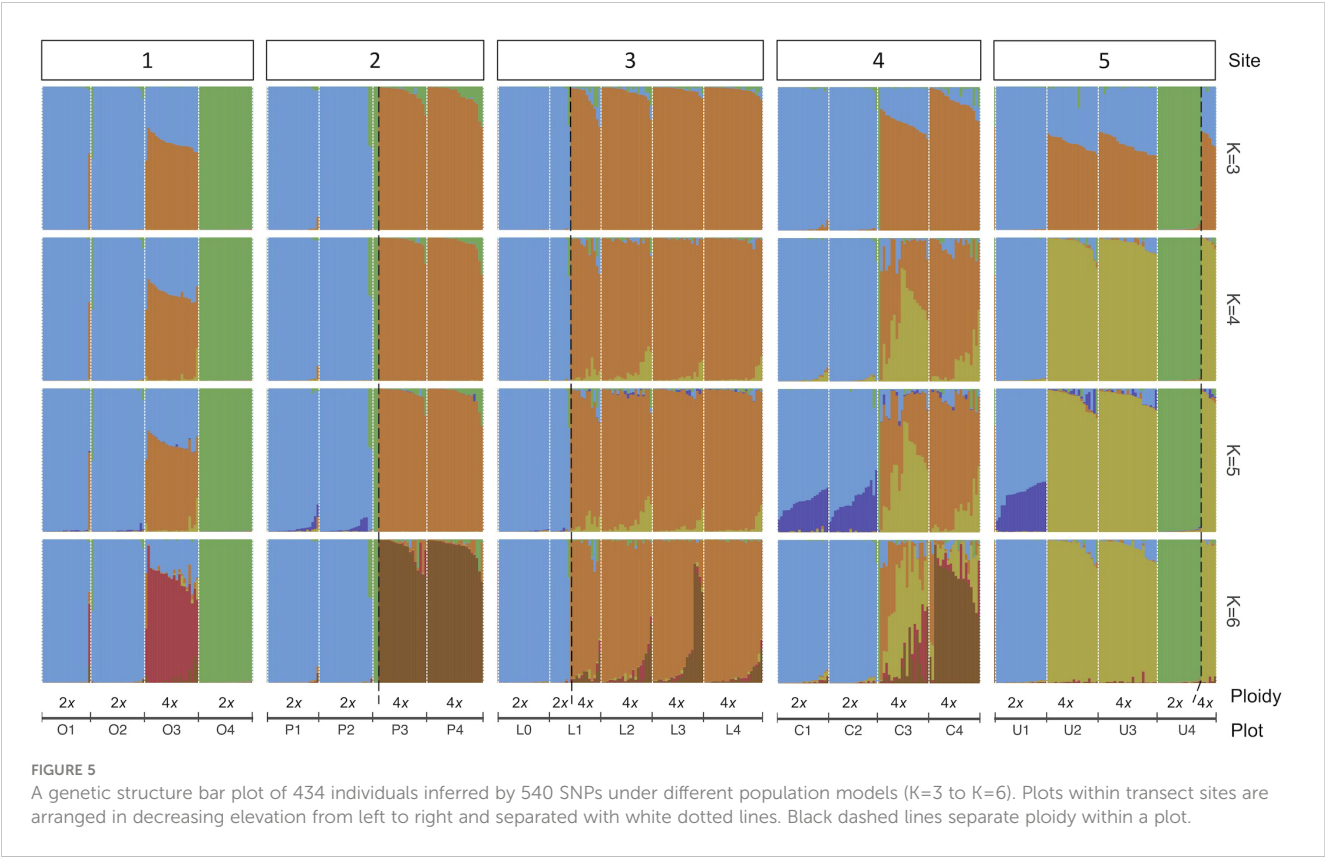 1 2 3 4 5 Site
K=3
K=4
K=5
K=6
2x 2x 4x 2x 2x 2x 4x 4x 2x 2x 4x 4x 4x 4x 2x 2x 4x 4x 2x 4x 4x 2x 4x Ploidy
O1 O2 O3 O4 P1 P2 P3 P4 L0 L1 L2 L3 L4 C1 C2 C3 C4 U1 U2 U3 U4 Plot
FIGURE 5
A genetic structure bar plot of 434 individuals inferred by 540 SNPs under different population models (K=3 to K=6). Plots within transect sites are
arranged in decreasing elevation from left to right and separated with white dotted lines. Black dashed lines separate ploidy within a plot.